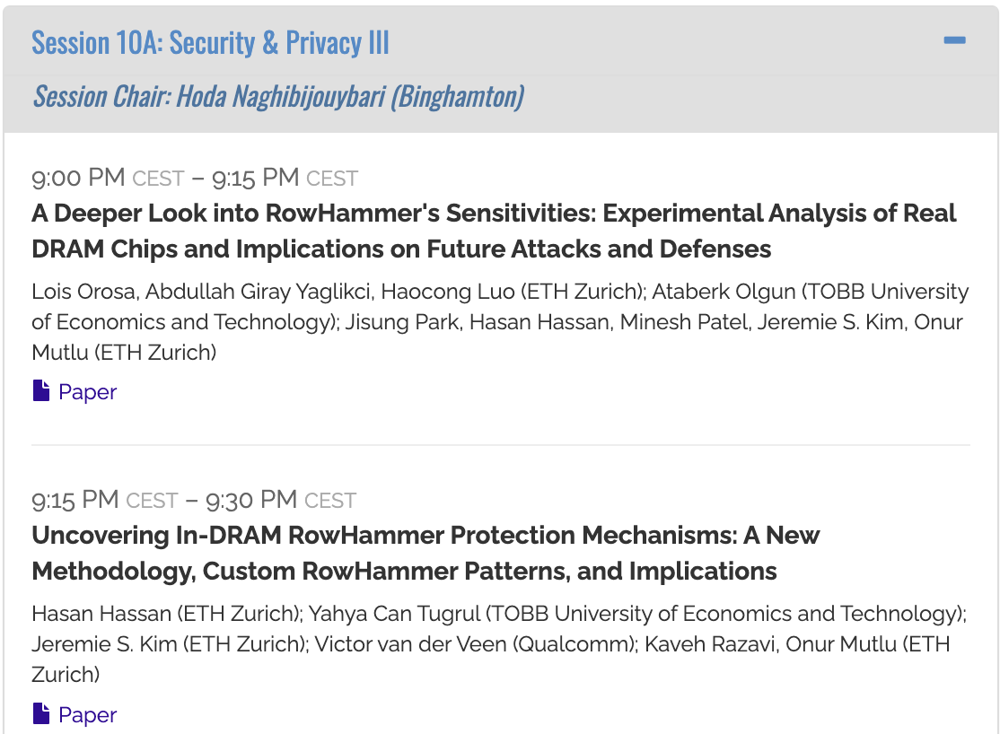 Session 10A: Security & Privacy III
Session Chair: Hoda Naghibijouybari (Binghamton)
9:00 PM CEST – 9:15 PM CEST
A Deeper Look into RowHammer's Sensitivities: Experimental Analysis of Real
DRAM Chips and Implications on Future Attacks and Defenses
Lois Orosa, Abdullah Giray Yaglikci, Haocong Luo (ETH Zurich); Ataberk Olgun (TOBB University
of Economics and Technology); Jisung Park, Hasan Hassan, Minesh Patel, Jeremie S. Kim, Onur
Mutlu (ETH Zurich)
Paper
9:15 PM CEST – 9:30 PM CEST
Uncovering In-DRAM RowHammer Protection Mechanisms: A New
Methodology, Custom RowHammer Patterns, and Implications
Hasan Hassan (ETH Zurich); Yahya Can Tugrul (TOBB University of Economics and Technology);
Jeremie S. Kim (ETH Zurich); Victor van der Veen (Qualcomm); Kaveh Razavi, Onur Mutlu (ETH
Zurich)
Paper